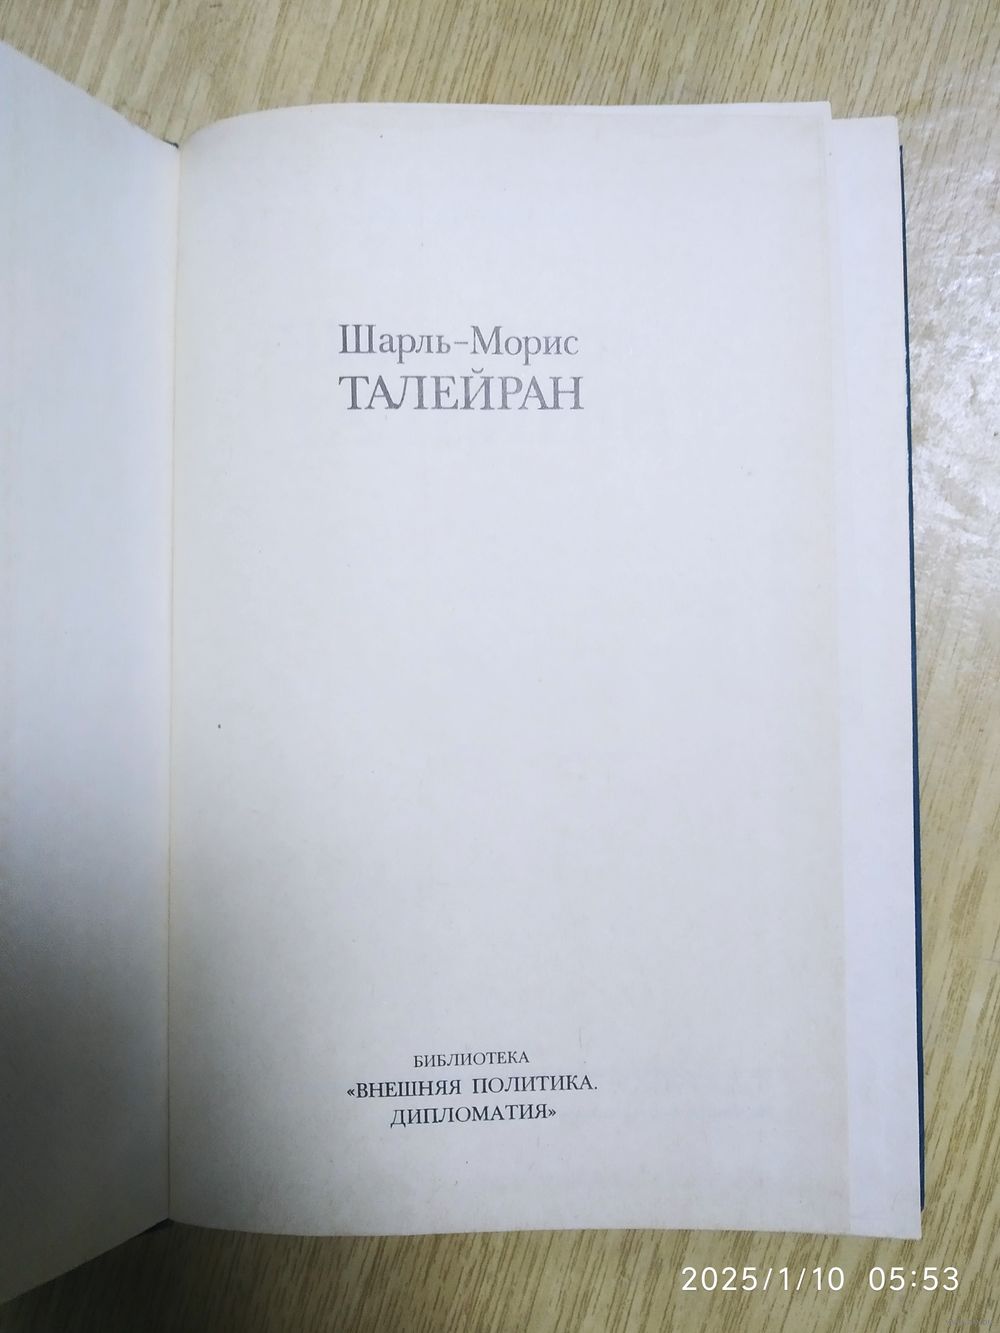 Шарль-Морис
ТАЛЕЙРАН
БИБЛИОТЕКА
«ВНЕШНЯЯ ПОЛИТИКА.
ДИПЛОМАТИЯ»
2025/1/10 05:53